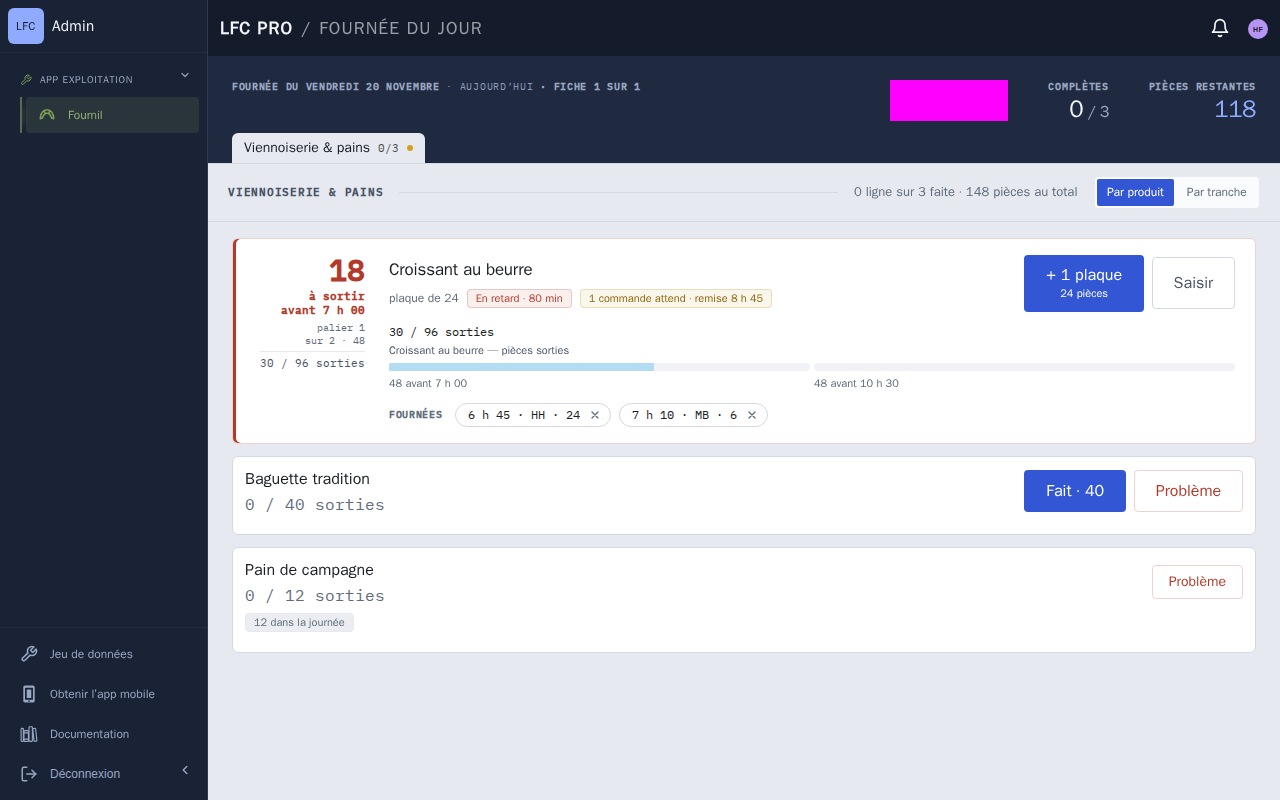 LFC
Admin
APP EXPLOITATION
Fournil
Jeu de données
Obtenir l'app mobile
Documentation
Déconnexion
LFC PRO / FOURNÉE DU JOUR
HF
FOURNÉE DU VENDREDI 20 NOVEMBRE · AUJOURD'HUI · FICHE 1 SUR 1
COMPLÈTES
0 / 3
PIÈCES RESTANTES
118
Viennoiserie & pains 0/3
VIENNOISERIE & PAINS
0 ligne sur 3 faite · 148 pièces au total
Par produit
Par tranche
18
à sortir
avant 7 h 00
palier 1
sur 2 · 48
30 / 96 sorties
Croissant au beurre
plaque de 24
En retard · 80 min
1 commande attend · remise 8 h 45
+ 1 plaque
24 pièces
Saisir
30 / 96 sorties
Croissant au beurre — pièces sorties
48 avant 7 h 00
48 avant 10 h 30
FOURNÉES
6 h 45 · HH · 24
7 h 10 · MB · 6
Baguette tradition
0 / 40 sorties
Fait · 40
Problème
Pain de campagne
0 / 12 sorties
12 dans la journée
Problème